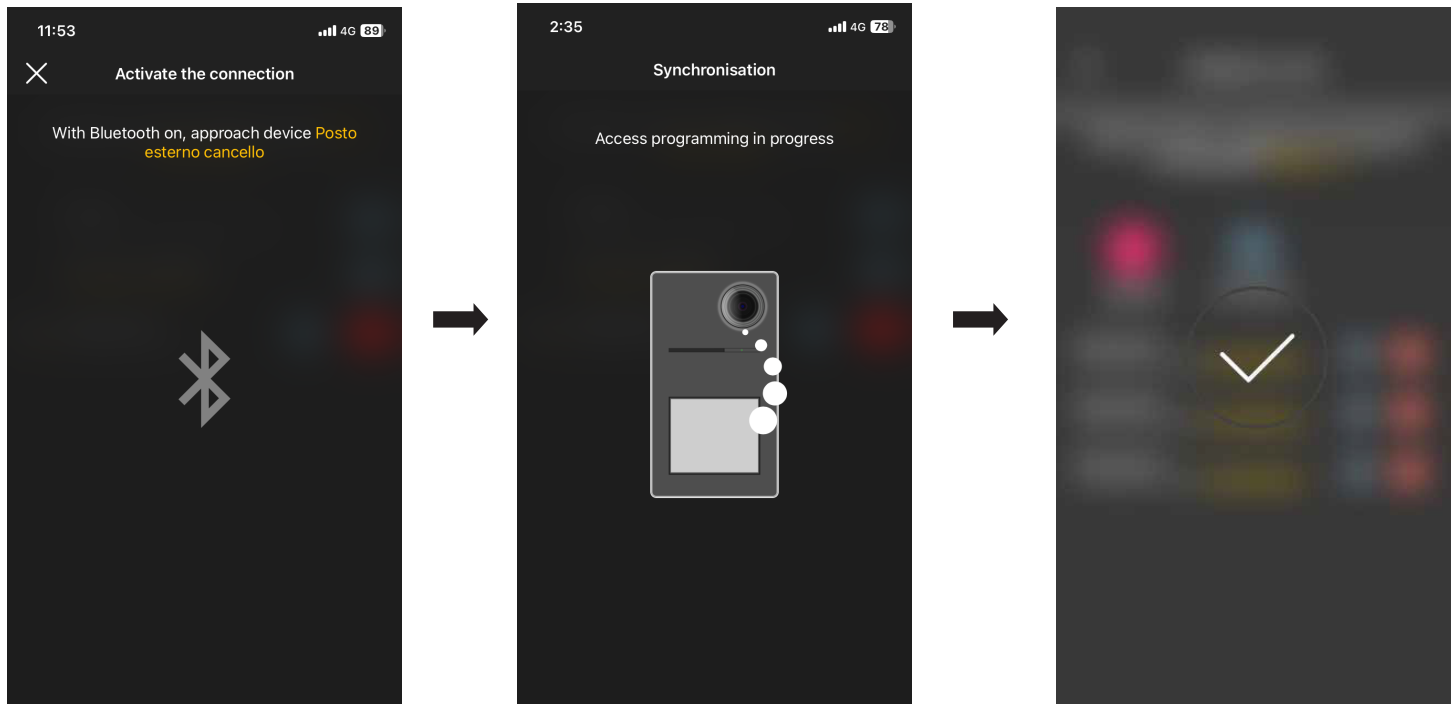 11:53
4G 89
Activate the connection
With Bluetooth on, approach device Posto
esterno cancello
2:35
4G 78
Synchronisation
Access programming in progress